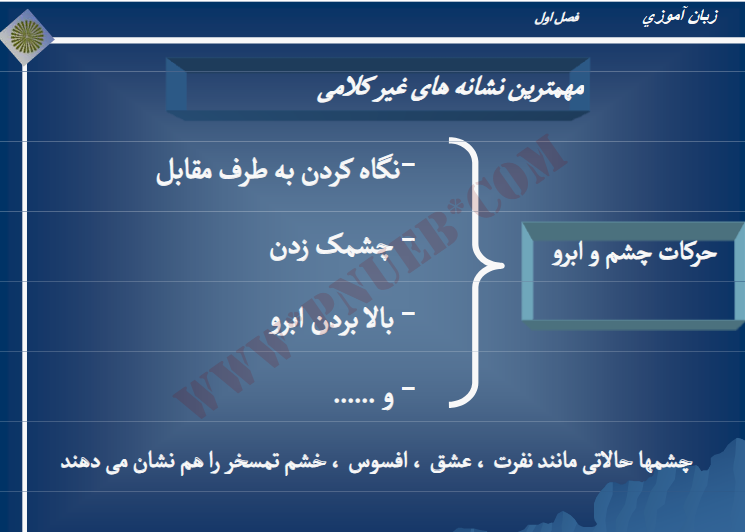 زبان آموزي
فصل اول
مهمترین نشانه های غیر کلامی
حرکات چشم و ابرو
-نگاه کردن به طرف مقابل
- چشمک زدن
- بالا بردن ابرو
- و ......
چشمها حالاتی مانند نفرت ، عشق ، افسوس ، خشم تمسخر را هم نشان می دهند
WWW*PNUEB*COM